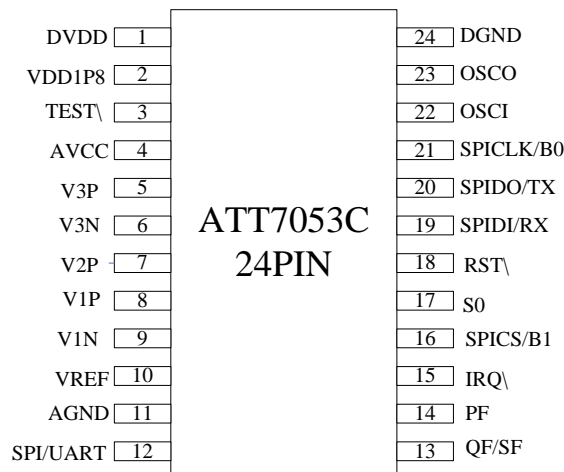 DVDD 1 24 DGND
VDD1P8 2 23 OSCO
TEST\ 3 22 OSCI
AVCC 4 21 SPICLK/B0
V3P 5 20 SPIDO/TX
V3N 6 19 SPIDI/RX
ATT7053C
V2P 7 18 RST\
24PIN
V1P 8 17 S0
V1N 9 16 SPICS/B1
VREF 10 15 IRQ\
AGND 11 14 PF
SPI/UART 12 13 QF/SF